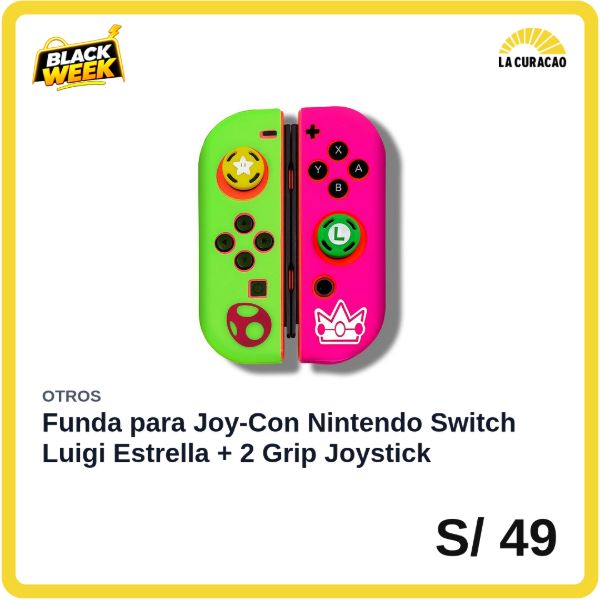 BLACK
WEEK
LA CURACAO
X
Y
A
B
L
OTROS
Funda para Joy-Con Nintendo Switch
Luigi Estrella + 2 Grip Joystick
S/ 49